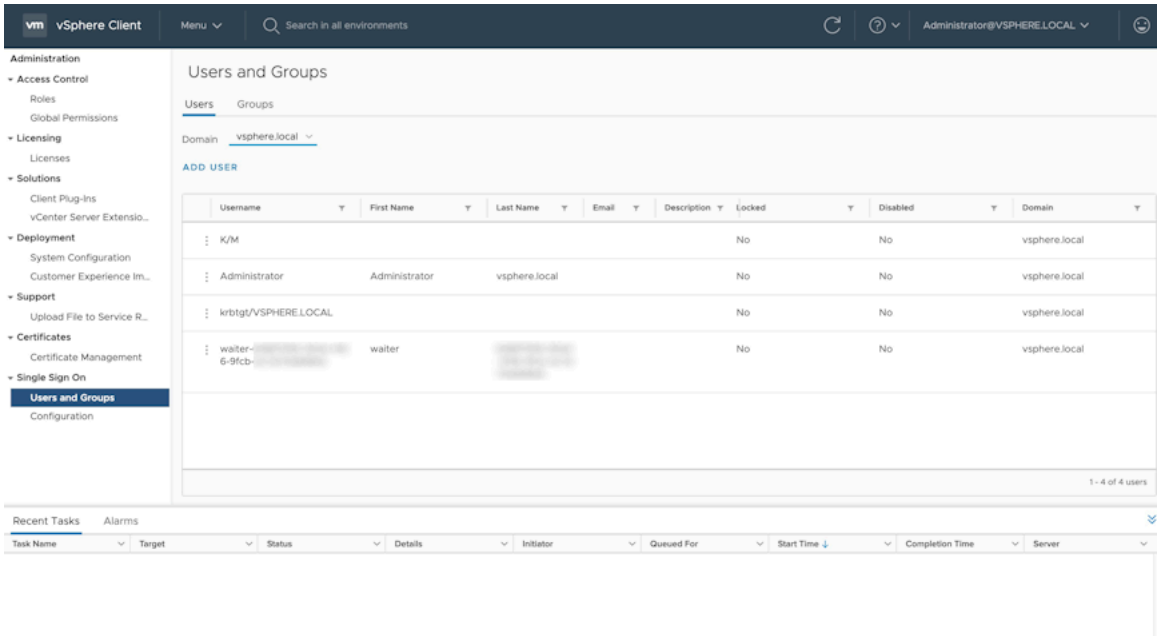 vm vSphere Client Menu Search in all environments Administrator@VSPHERE.LOCAL
Administration
Access Control
Roles
Global Permissions
Licensing
Licenses
Solutions
Client Plug-Ins
vCenter Server Extensio...
Deployment
System Configuration
Customer Experience Im...
Support
Upload File to Service R...
Certificates
Certificate Management
Single Sign On
Users and Groups
Configuration
Users and Groups
Users Groups
Domain vsphere.local
ADD USER
Username First Name Last Name Email Description Locked Disabled Domain
K/M No No vsphere.local
Administrator Administrator vsphere.local No No vsphere.local
krbtgt/VSPHERE.LOCAL No No vsphere.local
waiter- waiter No No vsphere.local
6-9fcb-
1 - 4 of 4 users
Recent Tasks Alarms
Task Name Target Status Details Initiator Queued For Start Time ↓ Completion Time Server